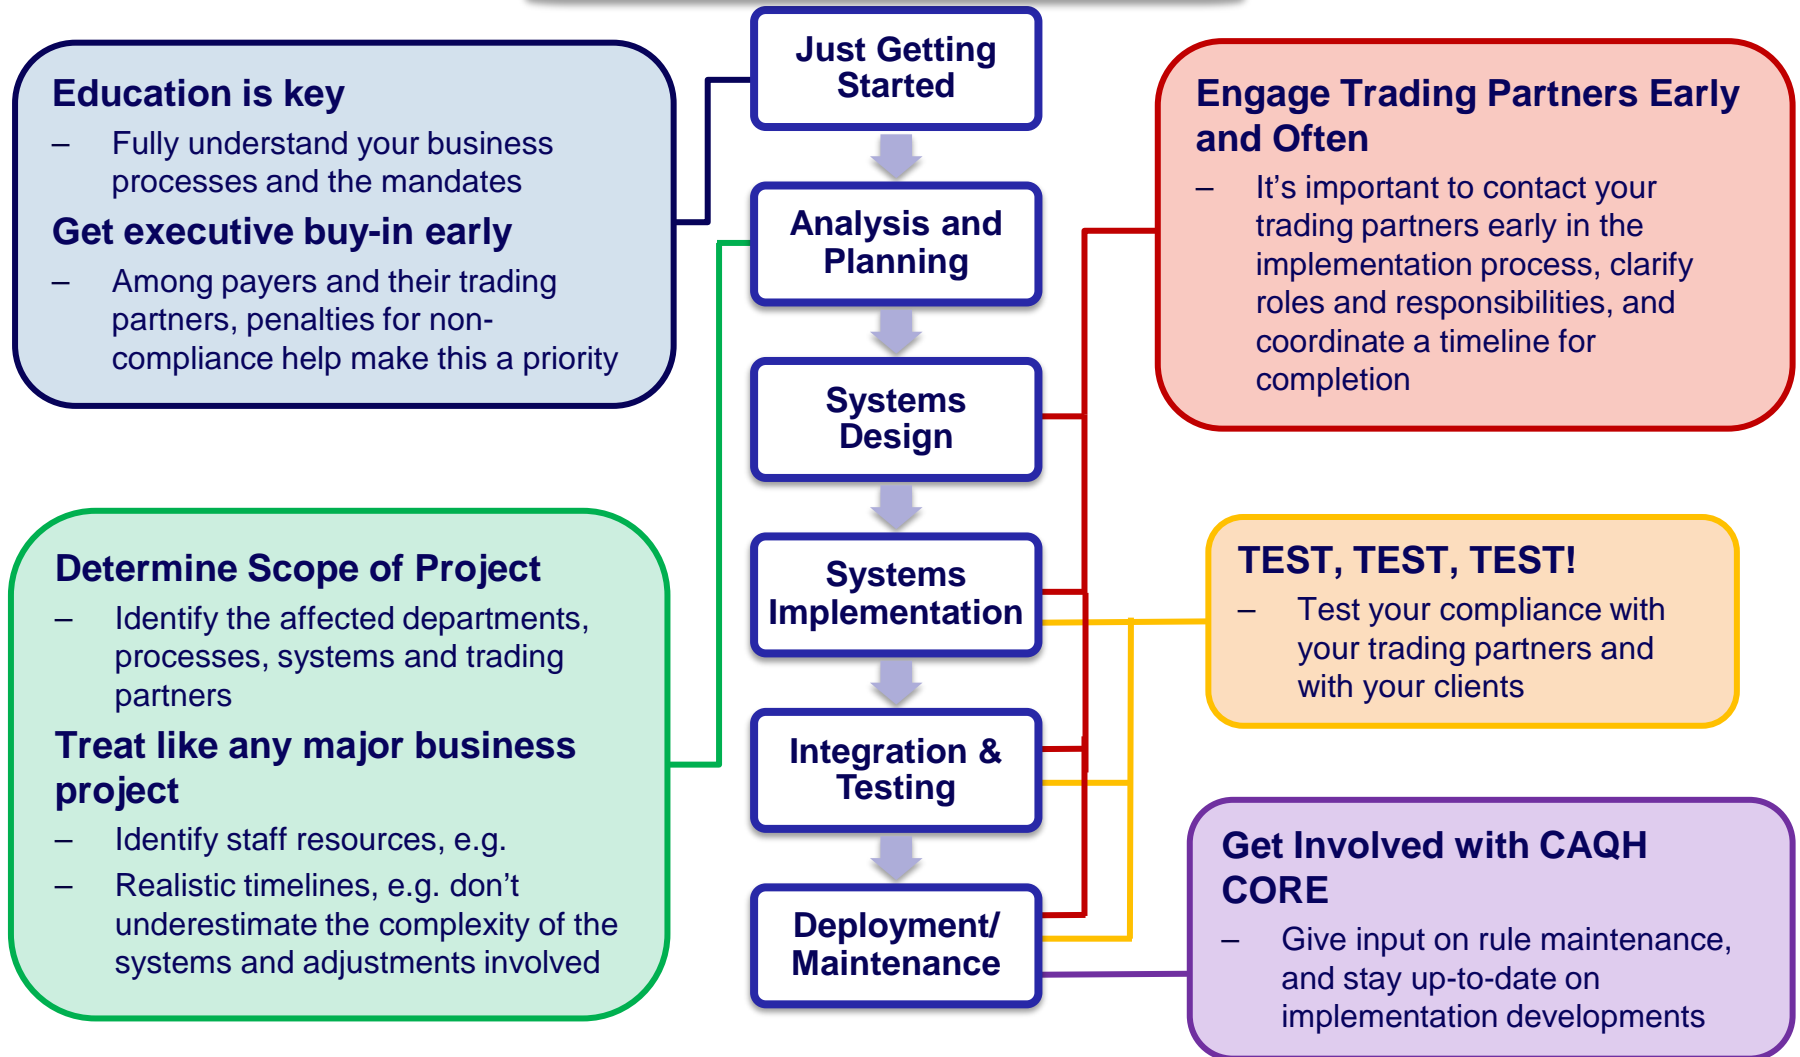 Just Getting
Started
Education is key
– Fully understand your business
processes and the mandates
Get executive buy-in early
– Among payers and their trading
partners, penalties for non-
compliance help make this a priority
Engage Trading Partners Early
and Often
– It’s important to contact your
trading partners early in the
implementation process, clarify
roles and responsibilities, and
coordinate a timeline for
completion
Analysis and
Planning
Systems
Design
Determine Scope of Project
– Identify the affected departments,
processes, systems and trading
partners
Treat like any major business
project
– Identify staff resources, e.g.
– Realistic timelines, e.g. don’t
underestimate the complexity of the
systems and adjustments involved
Systems
Implementation
TEST, TEST, TEST!
– Test your compliance with
your trading partners and
with your clients
Integration &
Testing
Deployment/
Maintenance
Get Involved with CAQH
CORE
– Give input on rule maintenance,
and stay up-to-date on
implementation developments